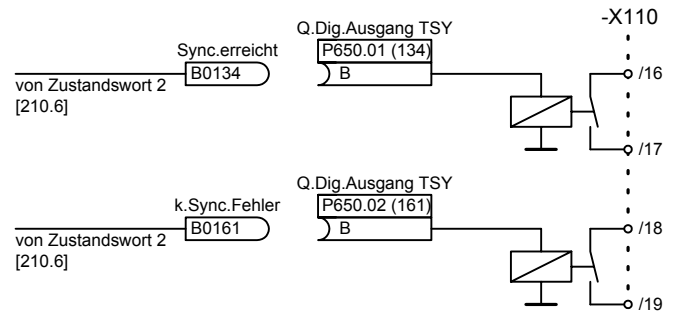 -X110
Q.Dig.Ausgang TSY
Sync.erreicht
P650.01 (134)
B0134
B
/16
von Zustandswort 2
[210.6]
/17
Q.Dig.Ausgang TSY
k.Sync.Fehler
P650.02 (161)
B0161
B
/18
von Zustandswort 2
[210.6]
/19